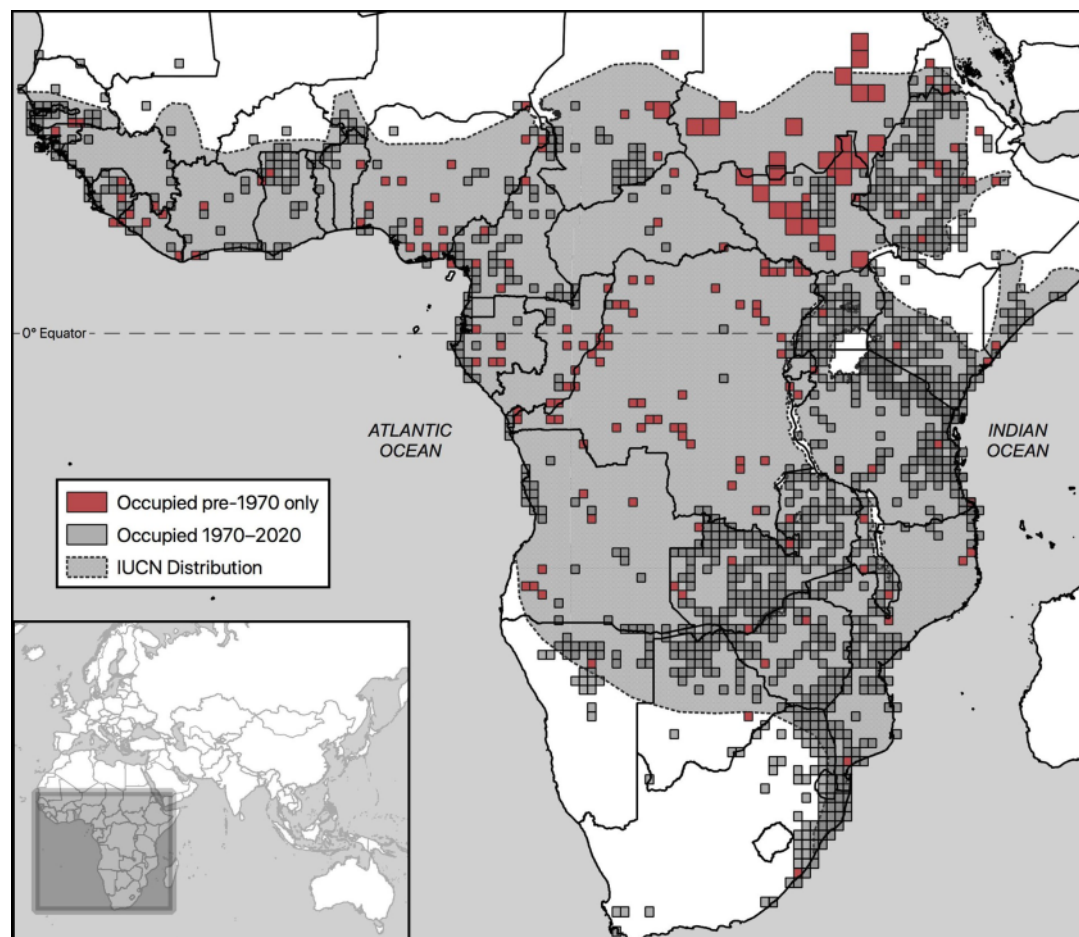 0° Equator
ATLANTIC
OCEAN
INDIAN
OCEAN
Occupied pre-1970 only
Occupied 1970–2020
IUCN Distribution